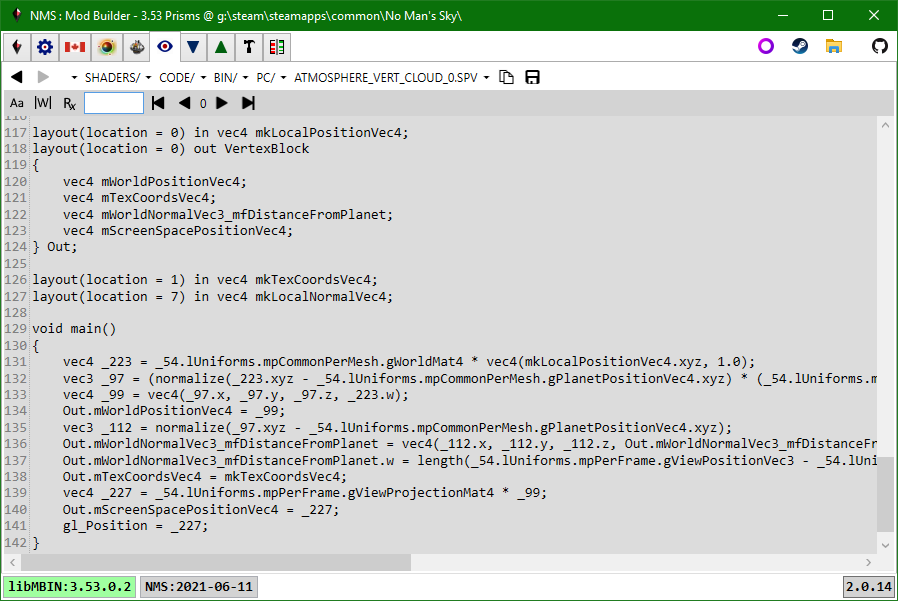 NMS : Mod Builder - 3.53 Prisms @ g:\steam\steamapps\common\No Man's Sky\
SHADERS/ CODE/ BIN/ PC/ ATMOSPHERE_VERT_CLOUD_0.SPV
Aa |W| Rx 0
116
117 layout(location = 0) in vec4 mkLocalPositionVec4;
118 layout(location = 0) out VertexBlock
119 {
120     vec4 mWorldPositionVec4;
121     vec4 mTexCoordsVec4;
122     vec4 mWorldNormalVec3_mfDistanceFromPlanet;
123     vec4 mScreenSpacePositionVec4;
124 } Out;
125
126 layout(location = 1) in vec4 mkTexCoordsVec4;
127 layout(location = 7) in vec4 mkLocalNormalVec4;
128
129 void main()
130 {
131     vec4 _223 = _54.lUniforms.mpCommonPerMesh.gWorldMat4 * vec4(mkLocalPositionVec4.xyz, 1.0);
132     vec3 _97 = (normalize(_223.xyz - _54.lUniforms.mpCommonPerMesh.gPlanetPositionVec4.xyz) * (_54.lUniforms.m
133     vec4 _99 = vec4(_97.x, _97.y, _97.z, _223.w);
134     Out.mWorldPositionVec4 = _99;
135     vec3 _112 = normalize(_97.xyz - _54.lUniforms.mpCommonPerMesh.gPlanetPositionVec4.xyz);
136     Out.mWorldNormalVec3_mfDistanceFromPlanet = vec4(_112.x, _112.y, _112.z, Out.mWorldNormalVec3_mfDistanceFr
137     Out.mWorldNormalVec3_mfDistanceFromPlanet.w = length(_54.lUniforms.mpPerFrame.gViewPositionVec3 - _54.lUni
138     Out.mTexCoordsVec4 = mkTexCoordsVec4;
139     vec4 _227 = _54.lUniforms.mpPerFrame.gViewProjectionMat4 * _99;
140     Out.mScreenSpacePositionVec4 = _227;
141     gl_Position = _227;
142 }
libMBIN:3.53.0.2 NMS:2021-06-11 2.0.14